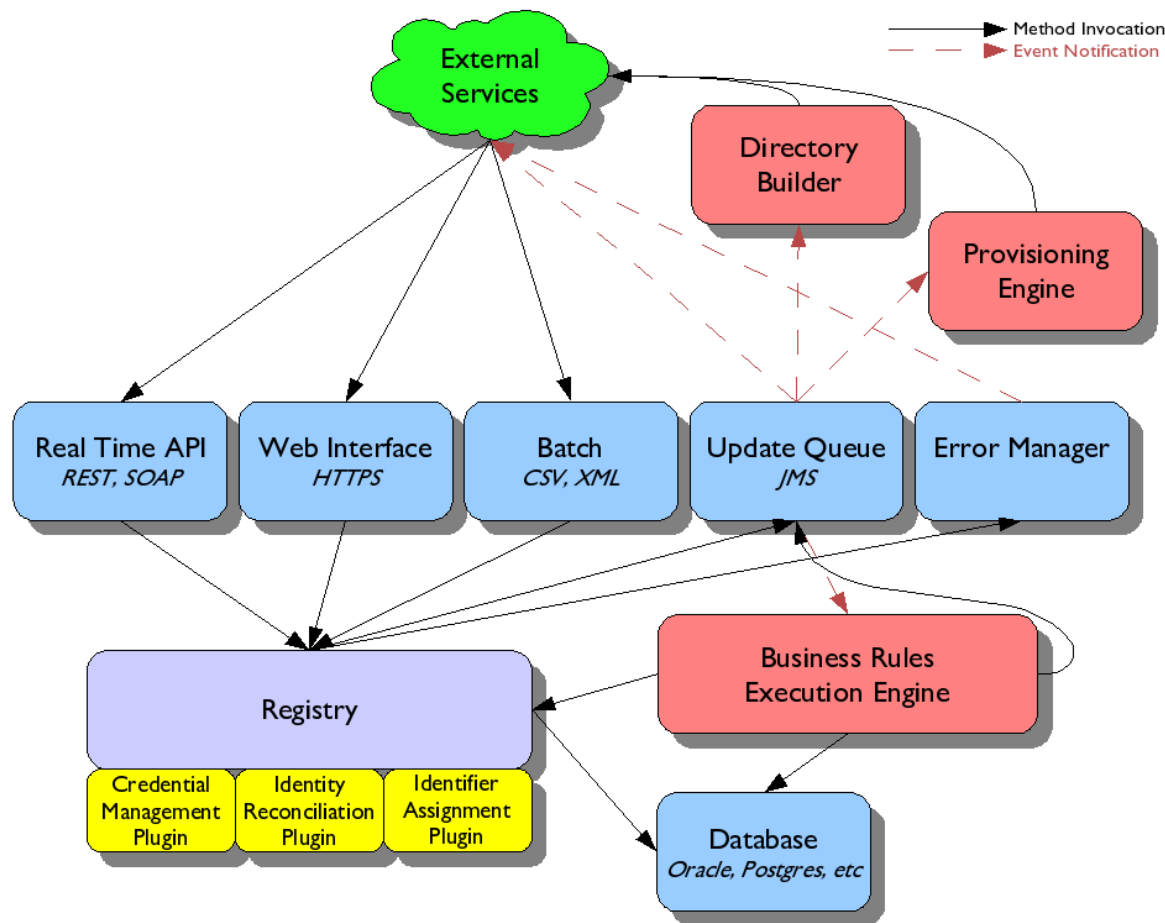 External
Services
Method Invocation
Event Notification
Directory
Builder
Provisioning
Engine
Real Time API
REST, SOAP
Web Interface
HTTPS
Batch
CSV, XML
Update Queue
JMS
Error Manager
Registry
Business Rules
Execution Engine
Credential
Management
Plugin
Identity
Reconciliation
Plugin
Identifier
Assignment
Plugin
Database
Oracle, Postgres, etc